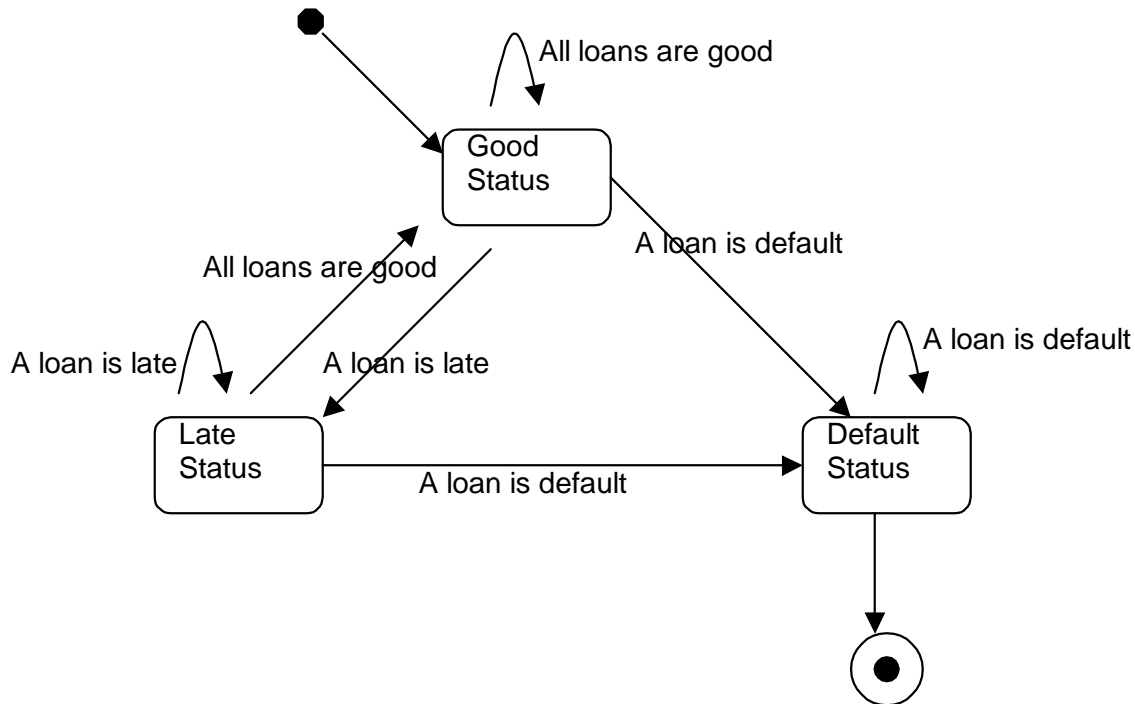 All loans are good
Good
Status
A loan is default
All loans are good
A loan is default
A loan is late
A loan is late
Late
Status
Default
Status
A loan is default